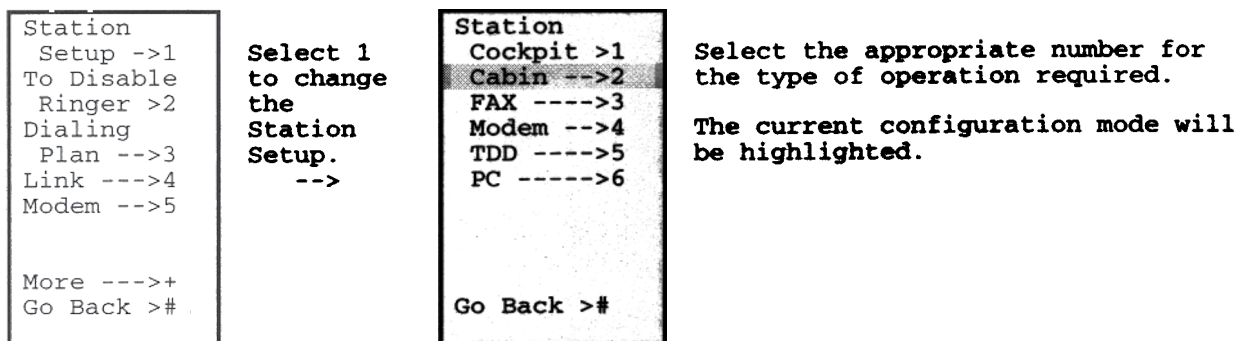 Station
Setup ->1
To Disable
Ringer >2
Dialing
Plan -->3
Link --->4
Modem -->5
More --->+
Go Back >#
Select 1
to change
the
Station
Setup.
-->
Station
Cockpit >1
Cabin -->2
FAX ---->3
Modem -->4
TDD ---->5
PC ----->6
Go Back >#
Select the appropriate number for
the type of operation required.
The current configuration mode will
be highlighted.